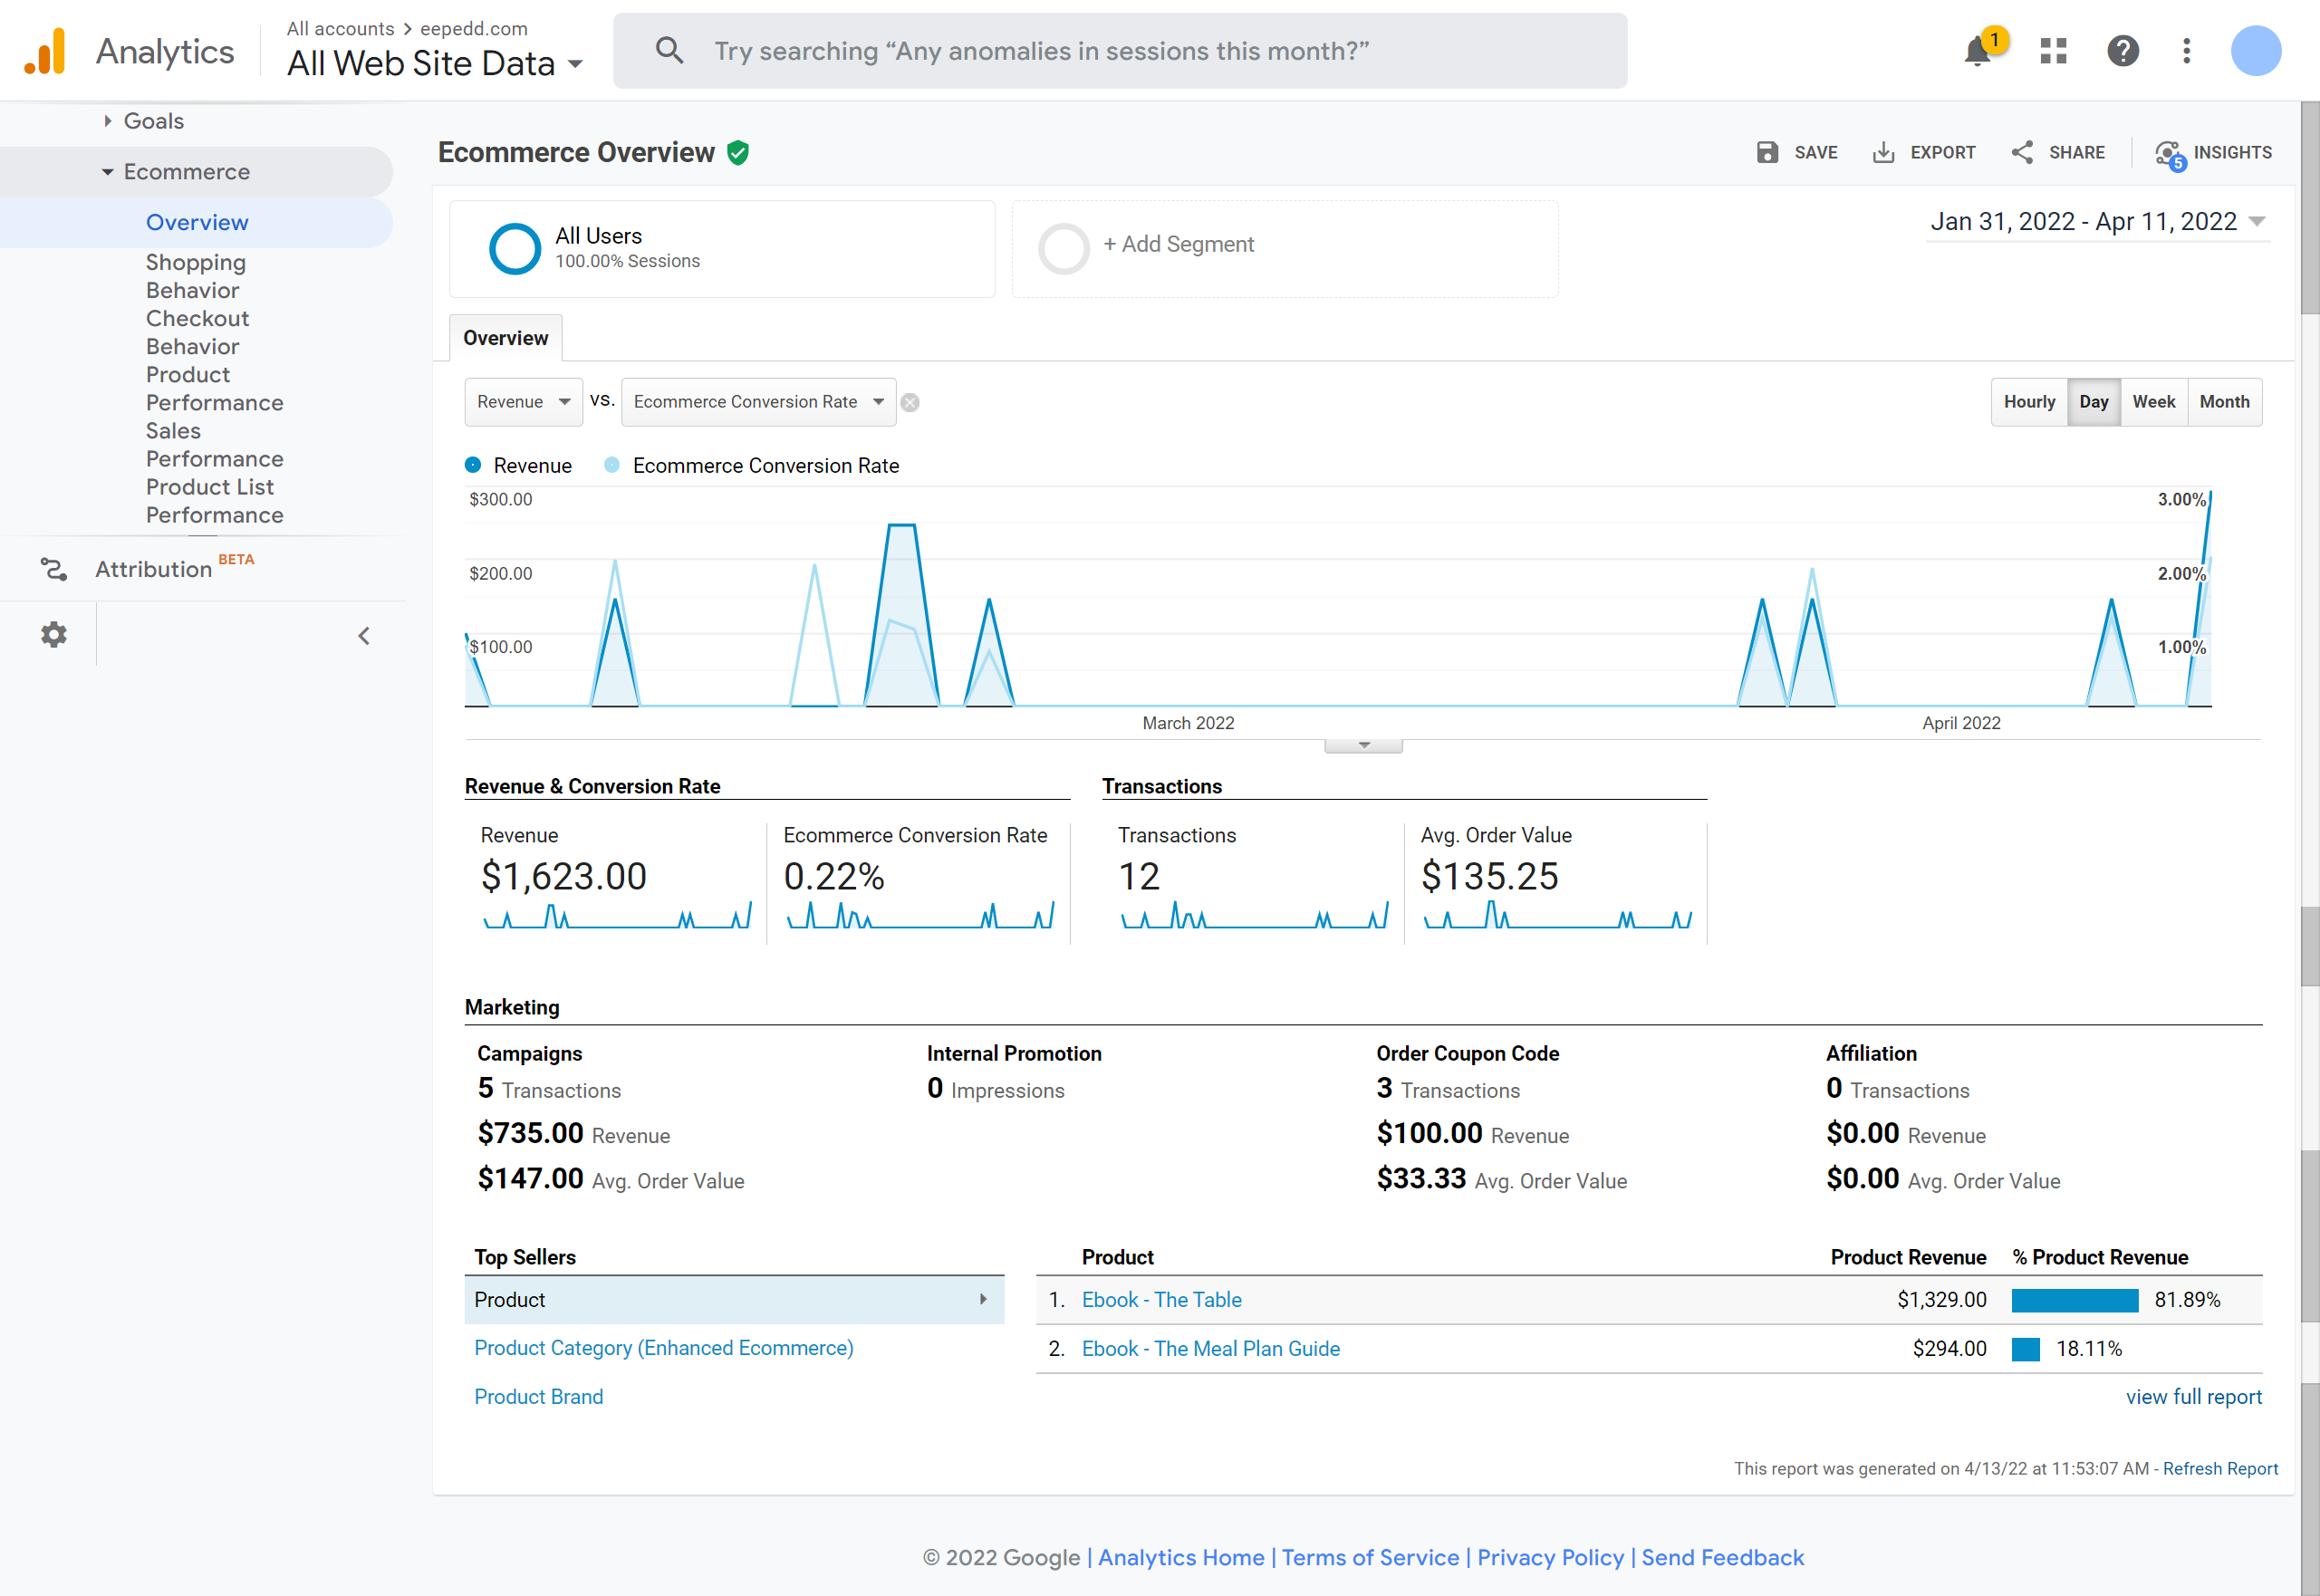 Analytics
All accounts > eepedd.com
All Web Site Data
Try searching “Any anomalies in sessions this month?”
1
Goals
Ecommerce
Overview
Shopping
Behavior
Checkout
Behavior
Product
Performance
Sales
Performance
Product List
Performance
Attribution BETA
Ecommerce Overview
SAVE
EXPORT
SHARE
5
INSIGHTS
All Users
100.00% Sessions
+ Add Segment
Jan 31, 2022 - Apr 11, 2022
Overview
Revenue
vs.
Ecommerce Conversion Rate
Hourly
Day
Week
Month
Revenue
Ecommerce Conversion Rate
$300.00
3.00%
$200.00
2.00%
$100.00
1.00%
March 2022
April 2022
Revenue & Conversion Rate
Revenue
$1,623.00
Ecommerce Conversion Rate
0.22%
Transactions
Transactions
12
Avg. Order Value
$135.25
Marketing
Campaigns
5 Transactions
$735.00 Revenue
$147.00 Avg. Order Value
Internal Promotion
0 Impressions
Order Coupon Code
3 Transactions
$100.00 Revenue
$33.33 Avg. Order Value
Affiliation
0 Transactions
$0.00 Revenue
$0.00 Avg. Order Value
Top Sellers
Product
Product Category (Enhanced Ecommerce)
Product Brand
Product Product Revenue % Product Revenue
1. Ebook - The Table $1,329.00 81.89%
2. Ebook - The Meal Plan Guide $294.00 18.11%
view full report
This report was generated on 4/13/22 at 11:53:07 AM - Refresh Report
© 2022 Google | Analytics Home | Terms of Service | Privacy Policy | Send Feedback